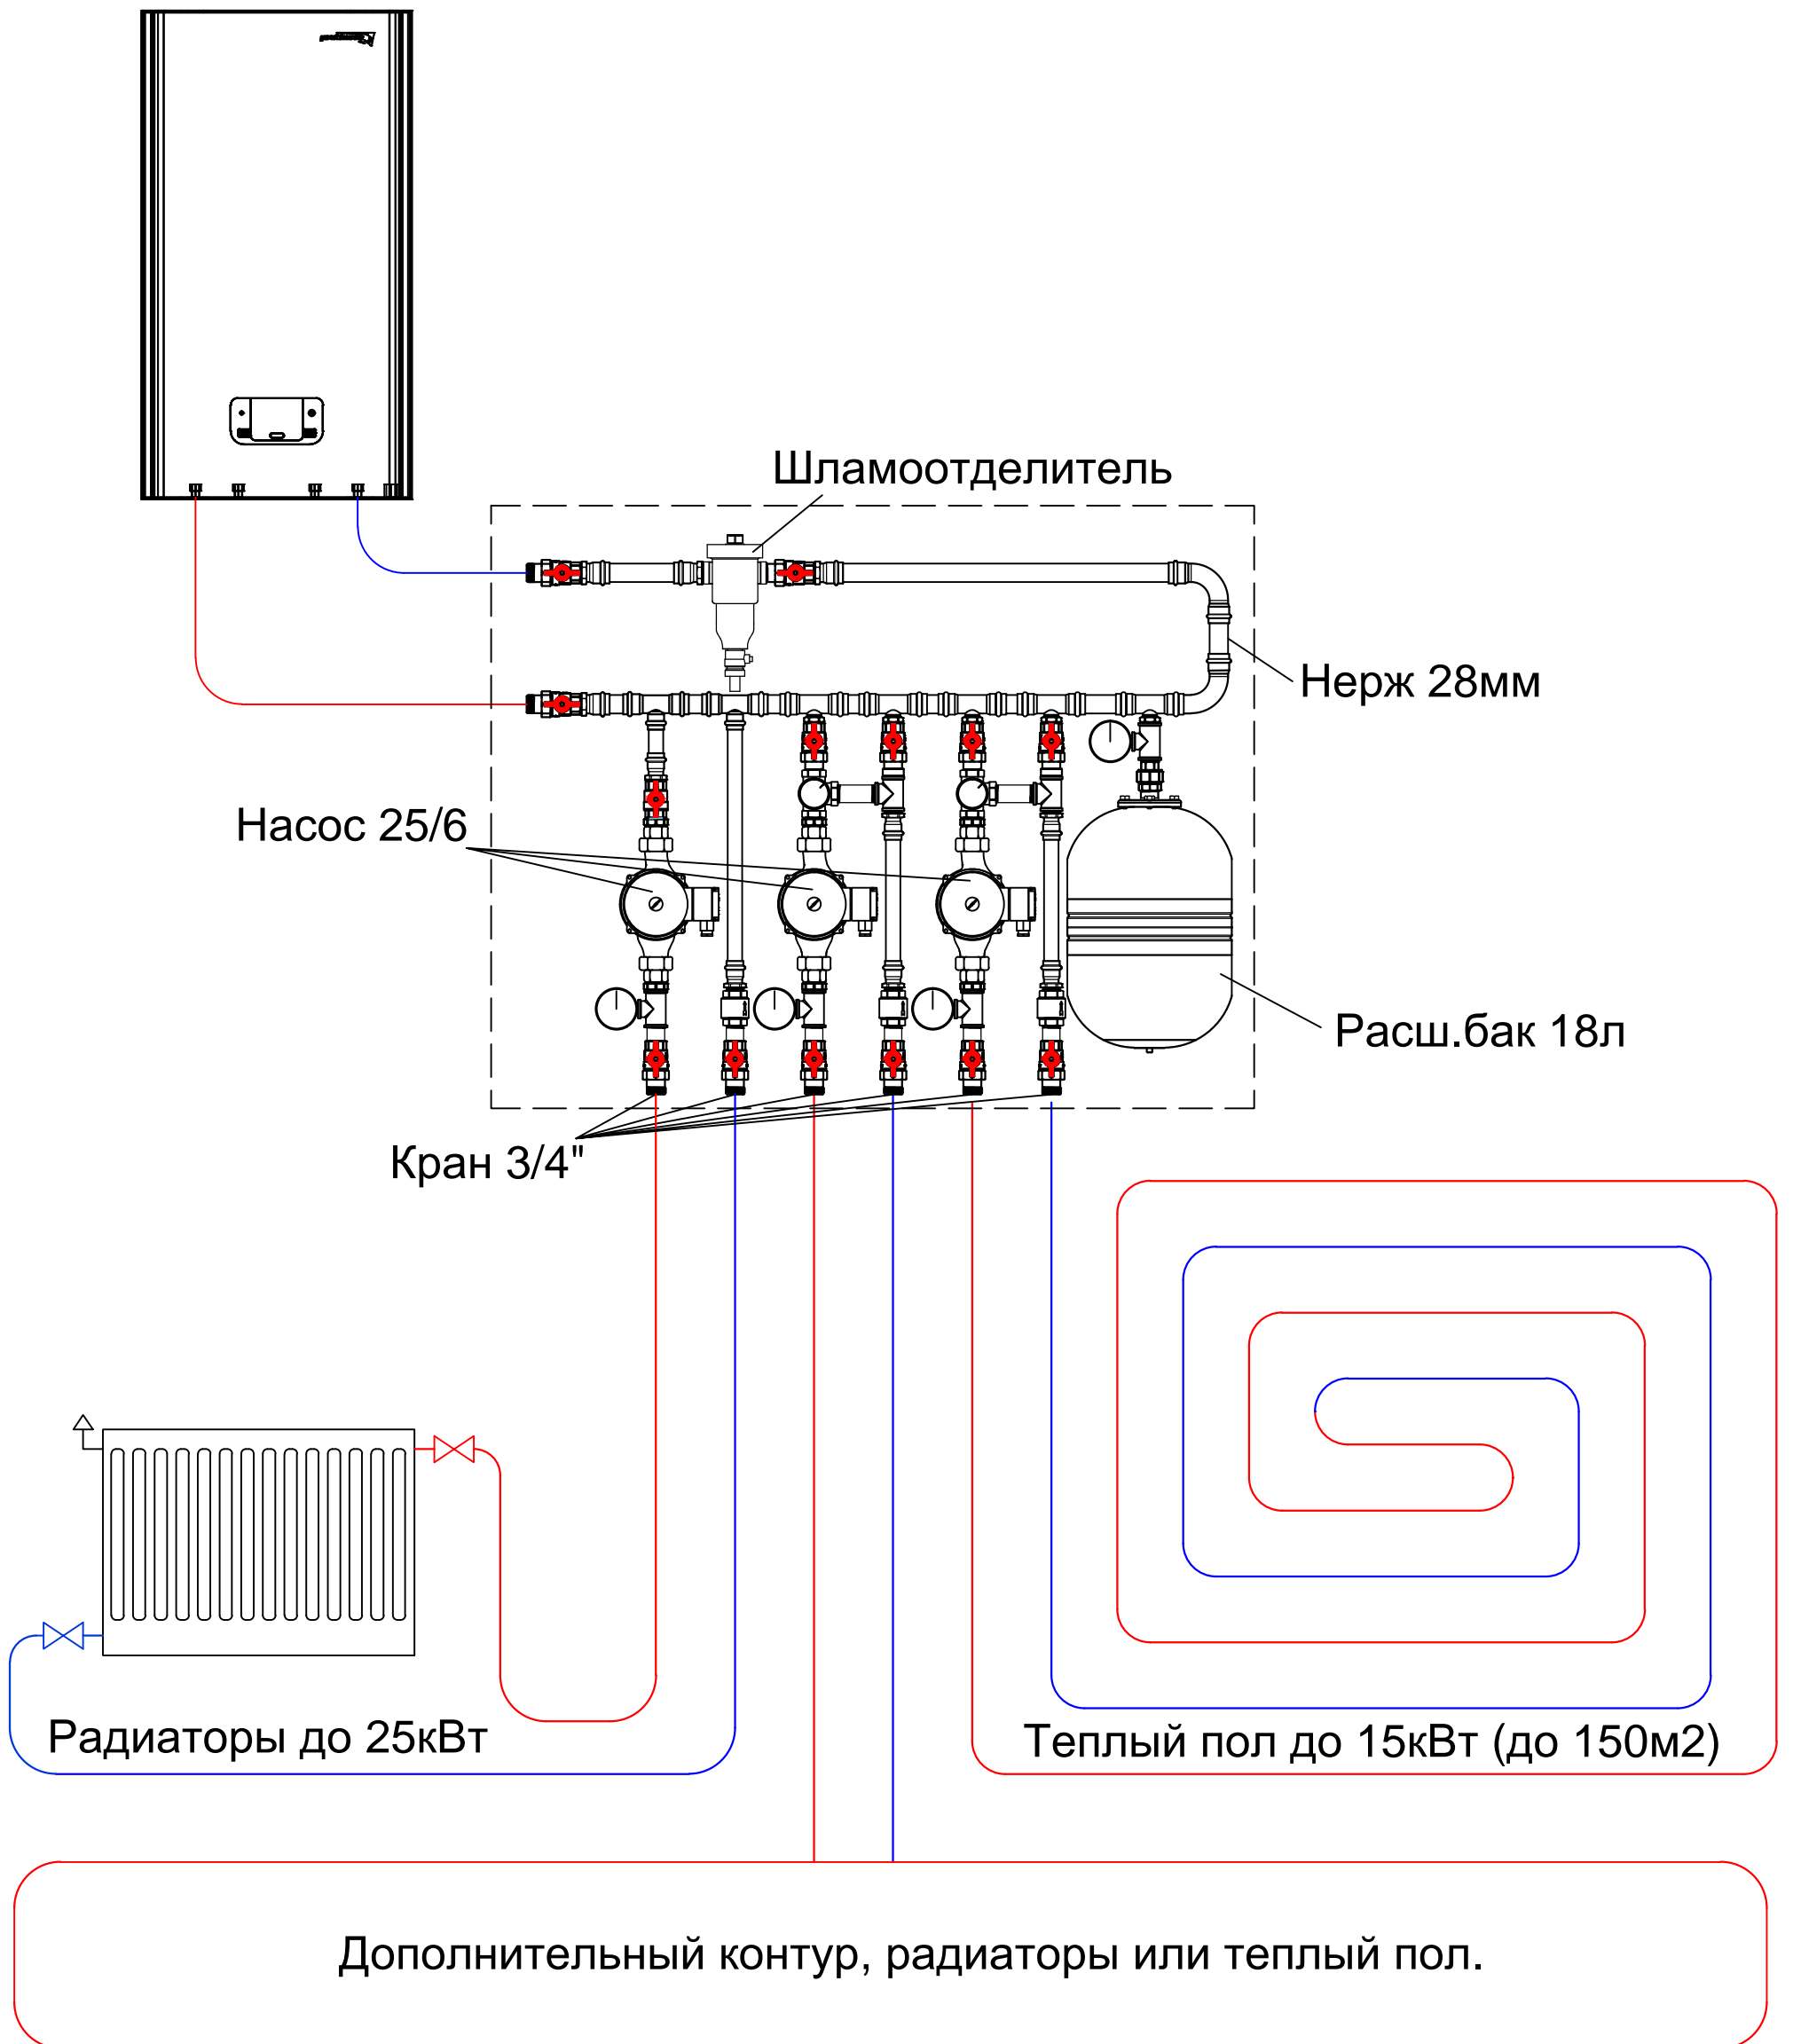 Шламоотделитель
Нерж 28мм
Насос 25/6
Расш.бак 18л
Кран 3/4"
Радиаторы до 25кВт
Теплый пол до 15кВт (до 150м2)
Дополнительный контур, радиаторы или теплый пол.